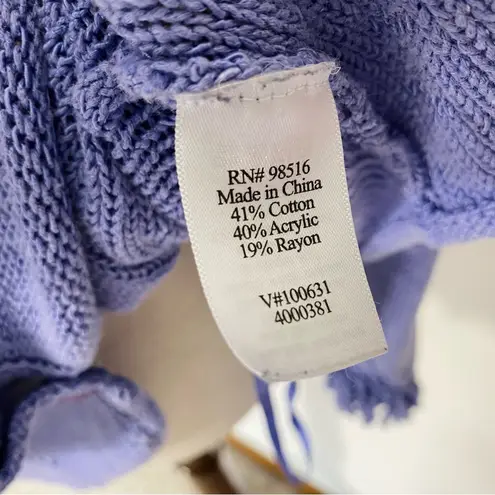 RN# 98516
Made in China
41% Cotton
40% Acrylic
19% Rayon
V#100631
4000381